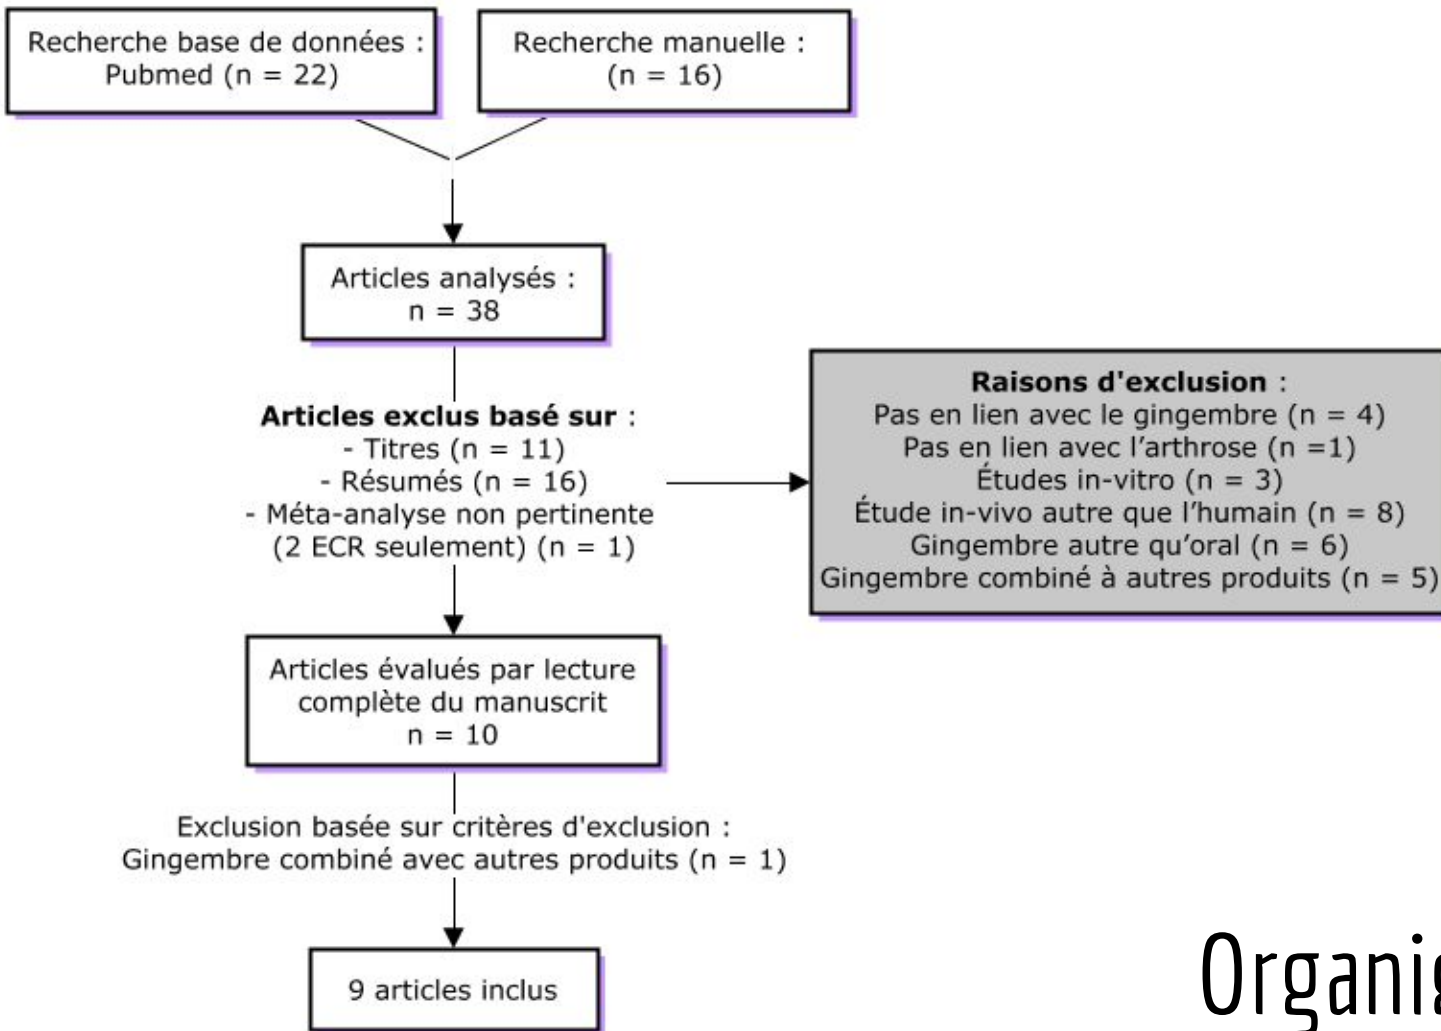 Recherche base de données :
Pubmed (n = 22)
Recherche manuelle :
(n = 16)
Articles analysés :
n = 38
Articles exclus basé sur :
- Titres (n = 11)
- Résumés (n = 16)
- Méta-analyse non pertinente
(2 ECR seulement) (n = 1)
Raisons d'exclusion :
Pas en lien avec le gingembre (n = 4)
Pas en lien avec l’arthrose (n =1)
Études in-vitro (n = 3)
Étude in-vivo autre que l’humain (n = 8)
Gingembre autre qu’oral (n = 6)
Gingembre combiné à autres produits (n = 5)
Articles évalués par lecture
complète du manuscrit
n = 10
Exclusion basée sur critères d'exclusion :
Gingembre combiné avec autres produits (n = 1)
9 articles inclus